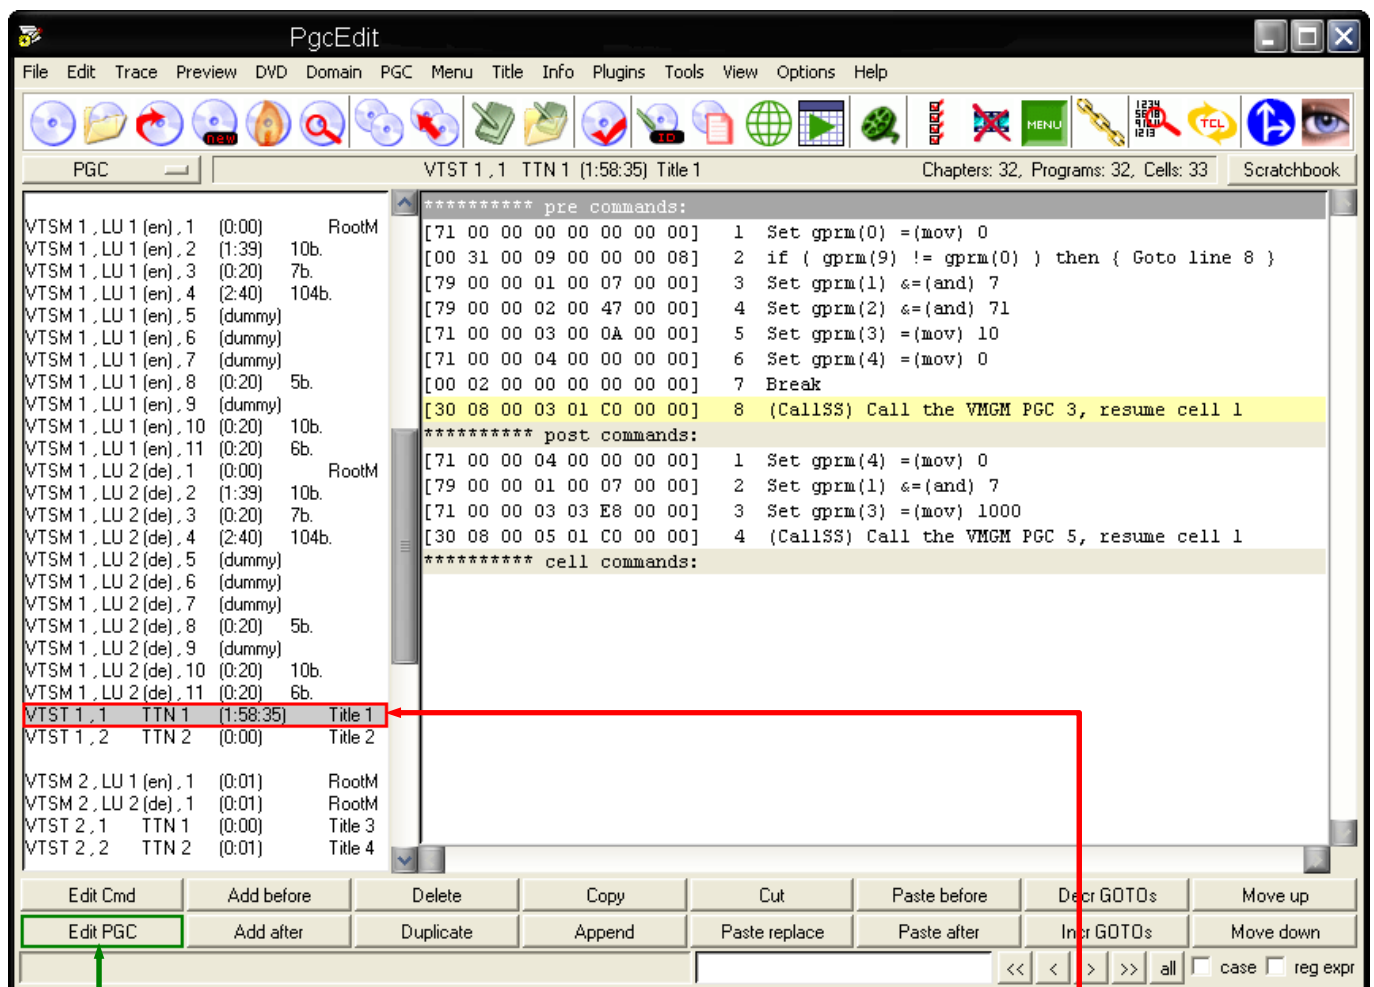 PgcEdit
File Edit Trace Preview DVD Domain PGC Menu Title Info Plugins Tools View Options Help
new ID MENU TCL
PGC VTST 1 , 1 TTN 1 (1:58:35) Title 1 Chapters: 32, Programs: 32, Cells: 33 Scratchbook
VTSM 1 , LU 1 (en) , 1 (0:00) RootM
VTSM 1 , LU 1 (en) , 2 (1:39) 10b.
VTSM 1 , LU 1 (en) , 3 (0:20) 7b.
VTSM 1 , LU 1 (en) , 4 (2:40) 104b.
VTSM 1 , LU 1 (en) , 5 (dummy)
VTSM 1 , LU 1 (en) , 6 (dummy)
VTSM 1 , LU 1 (en) , 7 (dummy)
VTSM 1 , LU 1 (en) , 8 (0:20) 5b.
VTSM 1 , LU 1 (en) , 9 (dummy)
VTSM 1 , LU 1 (en) , 10 (0:20) 10b.
VTSM 1 , LU 1 (en) , 11 (0:20) 6b.
VTSM 1 , LU 2 (de) , 1 (0:00) RootM
VTSM 1 , LU 2 (de) , 2 (1:39) 10b.
VTSM 1 , LU 2 (de) , 3 (0:20) 7b.
VTSM 1 , LU 2 (de) , 4 (2:40) 104b.
VTSM 1 , LU 2 (de) , 5 (dummy)
VTSM 1 , LU 2 (de) , 6 (dummy)
VTSM 1 , LU 2 (de) , 7 (dummy)
VTSM 1 , LU 2 (de) , 8 (0:20) 5b.
VTSM 1 , LU 2 (de) , 9 (dummy)
VTSM 1 , LU 2 (de) , 10 (0:20) 10b.
VTSM 1 , LU 2 (de) , 11 (0:20) 6b.
VTST 1 , 1 TTN 1 (1:58:35) Title 1
VTST 1 , 2 TTN 2 (0:00) Title 2
VTSM 2 , LU 1 (en) , 1 (0:01) RootM
VTSM 2 , LU 2 (de) , 1 (0:01) RootM
VTST 2 , 1 TTN 1 (0:00) Title 3
VTST 2 , 2 TTN 2 (0:01) Title 4
********** pre commands:
[71 00 00 00 00 00 00 00] 1 Set gprm(0) =(mov) 0
[00 31 00 09 00 00 00 08] 2 if ( gprm(9) != gprm(0) ) then { Goto line 8 }
[79 00 00 01 00 07 00 00] 3 Set gprm(1) &=(and) 7
[79 00 00 02 00 47 00 00] 4 Set gprm(2) &=(and) 71
[71 00 00 03 00 0A 00 00] 5 Set gprm(3) =(mov) 10
[71 00 00 04 00 00 00 00] 6 Set gprm(4) =(mov) 0
[00 02 00 00 00 00 00 00] 7 Break
[30 08 00 03 01 C0 00 00] 8 (CallSS) Call the VMGM PGC 3, resume cell 1
********** post commands:
[71 00 00 04 00 00 00 00] 1 Set gprm(4) =(mov) 0
[79 00 00 01 00 07 00 00] 2 Set gprm(1) &=(and) 7
[71 00 00 03 03 E8 00 00] 3 Set gprm(3) =(mov) 1000
[30 08 00 05 01 C0 00 00] 4 (CallSS) Call the VMGM PGC 5, resume cell 1
********** cell commands:
Edit Cmd Add before Delete Copy Cut Paste before Decr GOTOs Move up
Edit PGC Add after Duplicate Append Paste replace Paste after Incr GOTOs Move down
<< < > >> all case reg expr